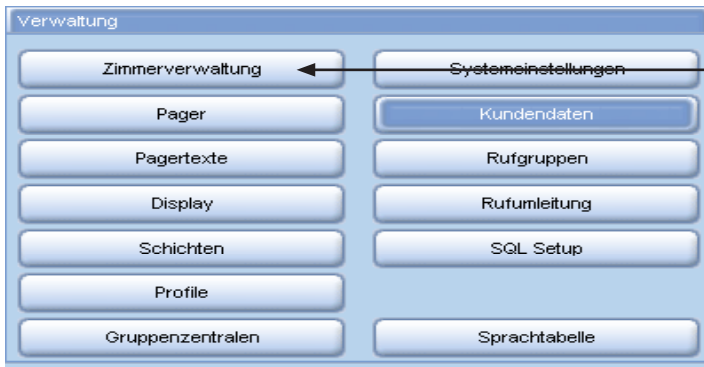 Verwaltung
Zimmerverwaltung
Systemeinstellungen
Pager
Kundendaten
Pagertexte
Rufgruppen
Display
Rufumleitung
Schichten
SQL Setup
Profile
Gruppenzentralen
Sprachtabelle